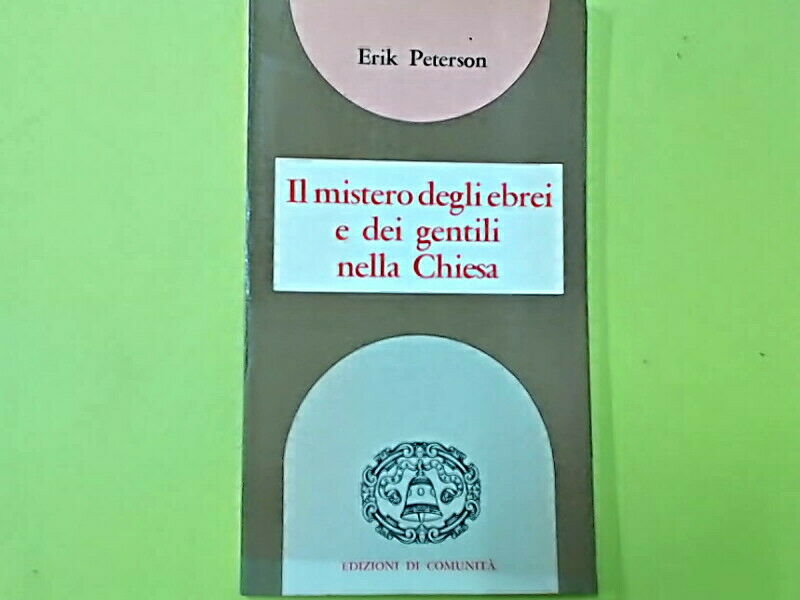 Erik Peterson
Il mistero degli ebrei
e dei gentili
nella Chiesa
EDIZIONI DI COMUNITÀ